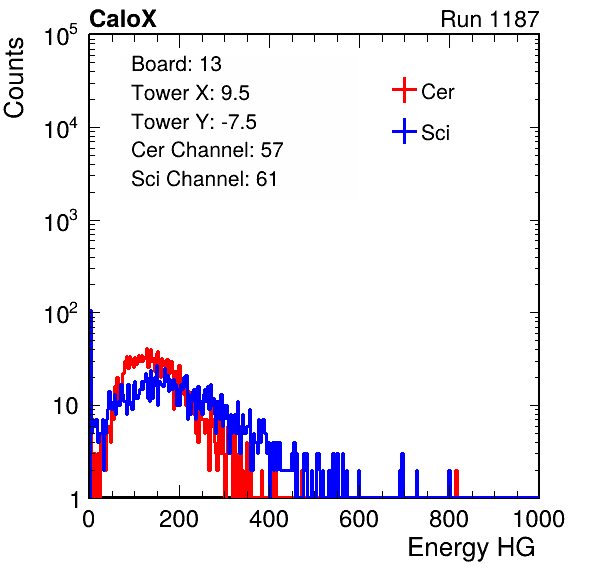 CaloX Run 1187
Counts
10^5
10^4
10^3
10^2
10
1
Board: 13
Tower X: 9.5
Tower Y: -7.5
Cer Channel: 57
Sci Channel: 61
Cer
Sci
0 200 400 600 800 1000
Energy HG